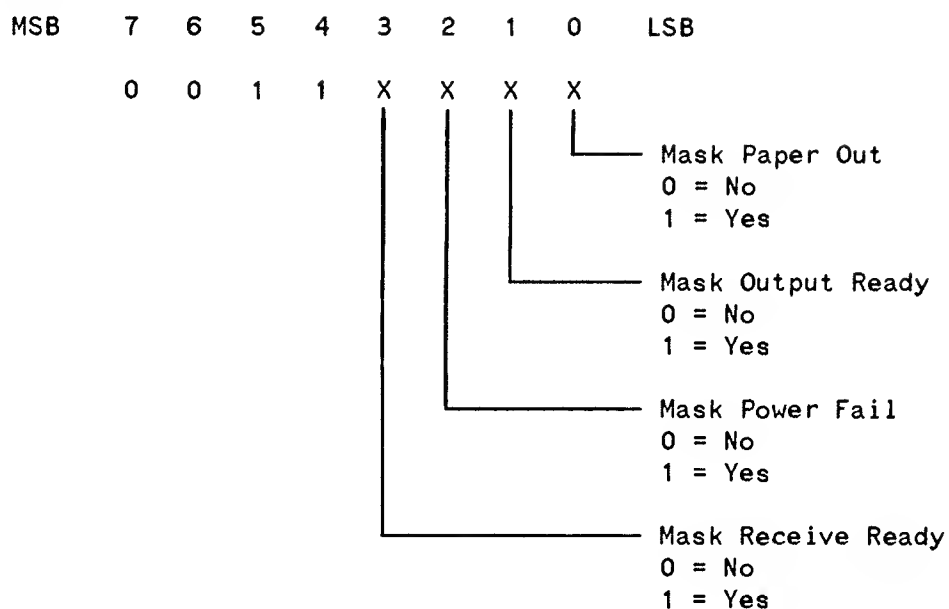 MSB 7 6 5 4 3 2 1 0 LSB
0 0 1 1 X X X X
Mask Paper Out
0 = No
1 = Yes
Mask Output Ready
0 = No
1 = Yes
Mask Power Fail
0 = No
1 = Yes
Mask Receive Ready
0 = No
1 = Yes